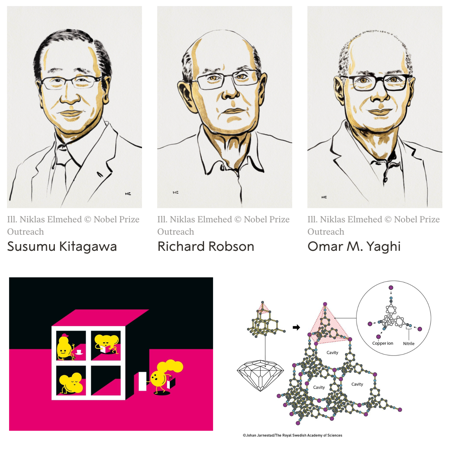 Ill. Niklas Elmehed © Nobel Prize
Outreach
Susumu Kitagawa
Ill. Niklas Elmehed © Nobel Prize
Outreach
Richard Robson
Ill. Niklas Elmehed © Nobel Prize
Outreach
Omar M. Yaghi
Copper ion
Nitrile
Cavity
Cavity
Cavity
©Johan Jarnestad/The Royal Swedish Academy of Sciences